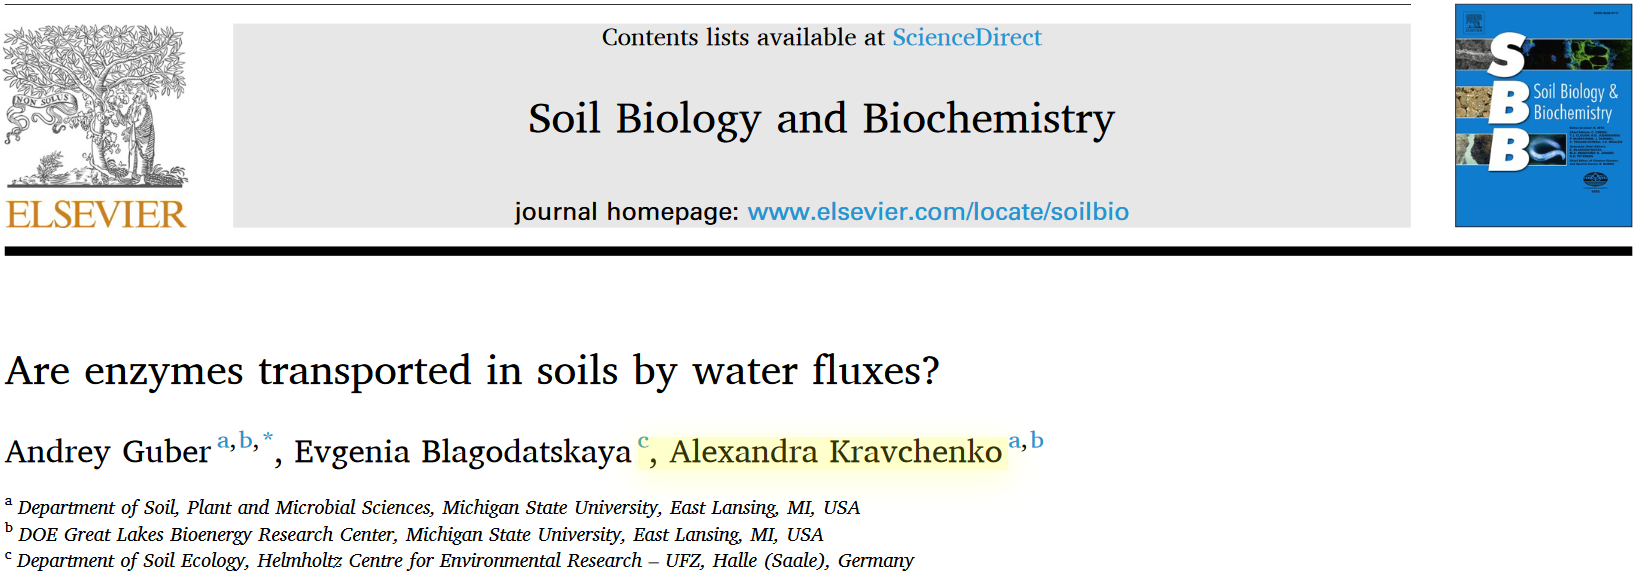 Contents lists available at ScienceDirect
Soil Biology and Biochemistry
journal homepage: www.elsevier.com/locate/soilbio
NON SOLUS
ELSEVIER
SBB
Soil Biology &
Biochemistry
Are enzymes transported in soils by water fluxes?
Andrey Guber a,b,*, Evgenia Blagodatskaya c, Alexandra Kravchenko a,b
a Department of Soil, Plant and Microbial Sciences, Michigan State University, East Lansing, MI, USA
b DOE Great Lakes Bioenergy Research Center, Michigan State University, East Lansing, MI, USA
c Department of Soil Ecology, Helmholtz Centre for Environmental Research – UFZ, Halle (Saale), Germany